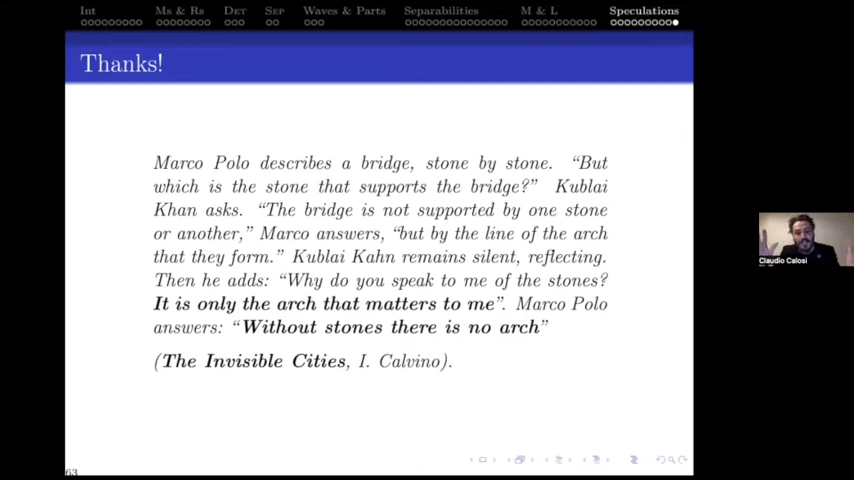 Int Ms & Rs Det Sep Waves & Parts Separabilities M & L Speculations
Thanks!
Marco Polo describes a bridge, stone by stone. “But
which is the stone that supports the bridge?” Kublai
Khan asks. “The bridge is not supported by one stone
or another,” Marco answers, “but by the line of the arch
that they form.” Kublai Kahn remains silent, reflecting.
Then he adds: “Why do you speak to me of the stones?
It is only the arch that matters to me”. Marco Polo
answers: “Without stones there is no arch”
(The Invisible Cities, I. Calvino).
Claudio Calosi
63